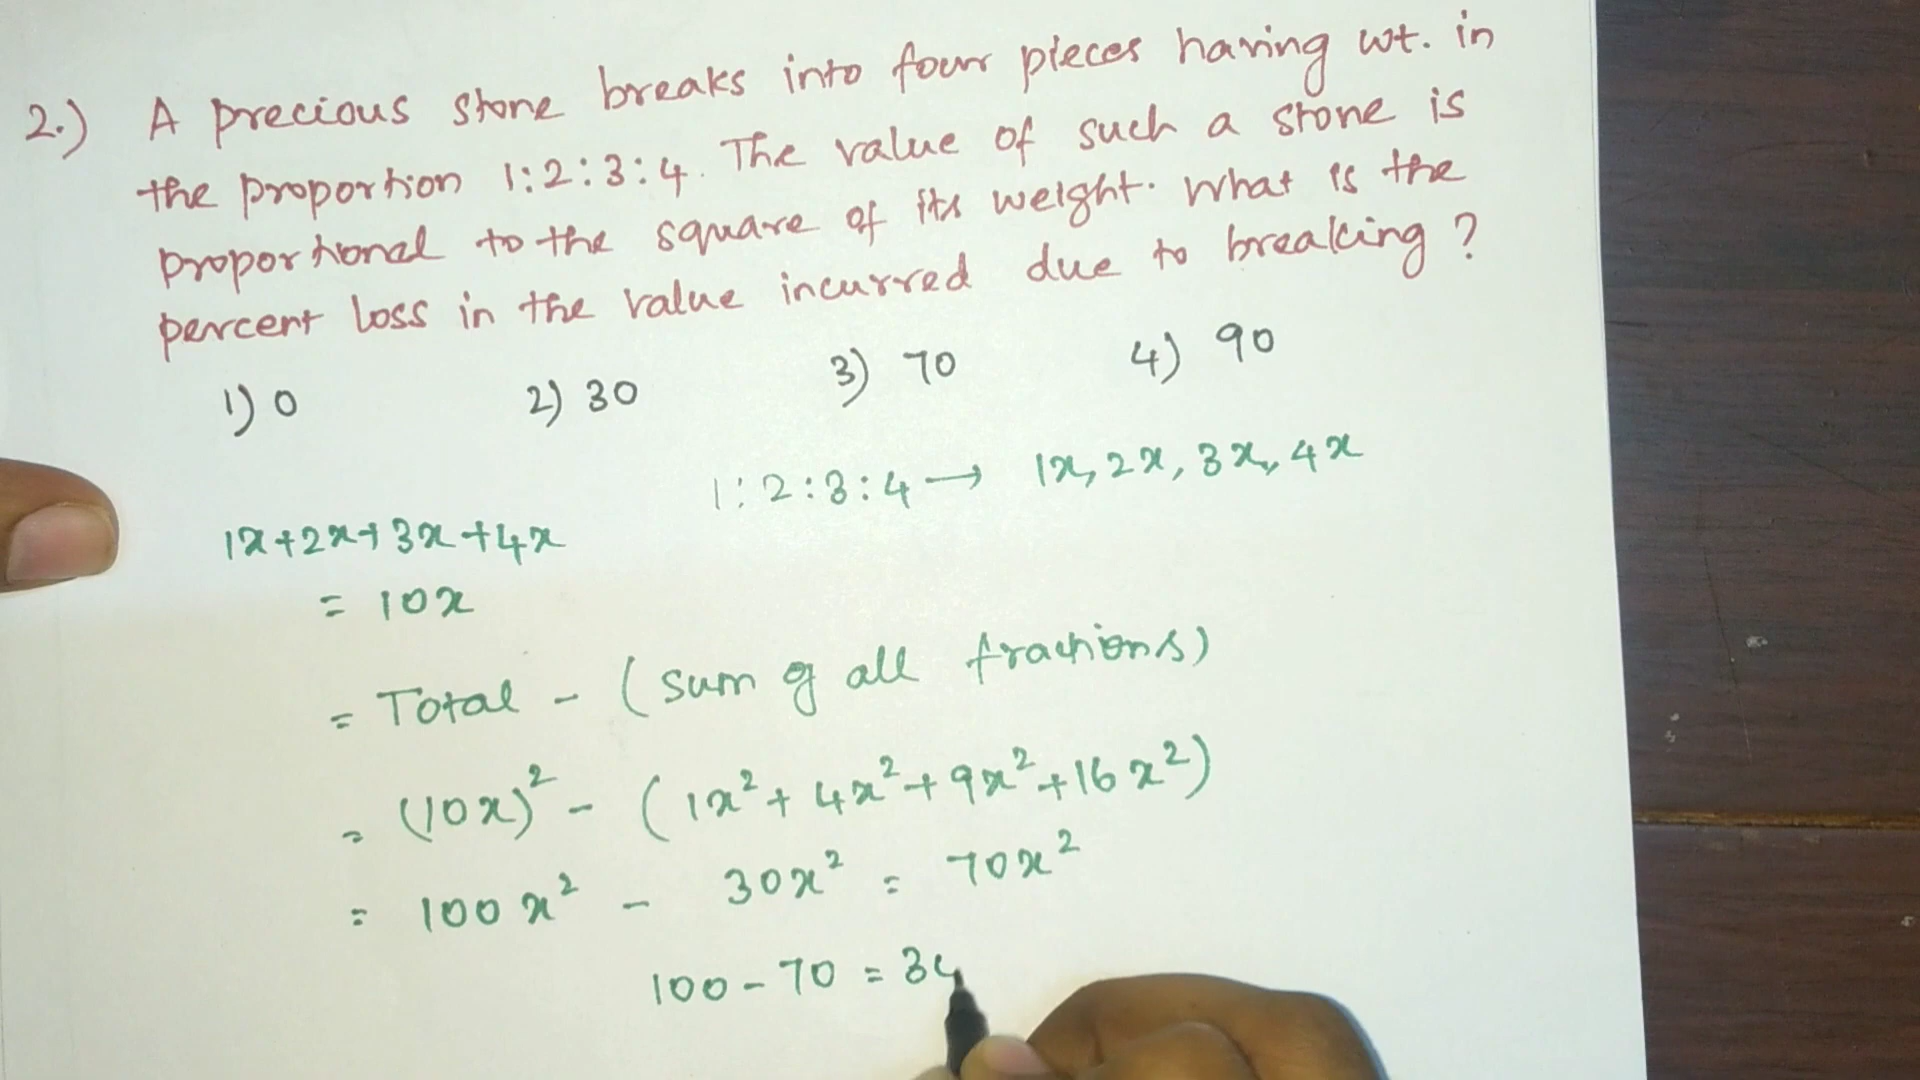 2.) A precious stone breaks into four pieces having wt. in
the proportion 1:2:3:4. The value of such a stone is
proportional to the square of its weight. What is the
percent loss in the value incurred due to breaking?
1) 0 2) 30 3) 70 4) 90
1:2:3:4 → 1x, 2x, 3x, 4x
1x+2x+3x+4x
= 10x
= Total - (sum of all fractions)
= (10x)² - (1x² + 4x² + 9x² + 16x²)
= 100x² - 30x² = 70x²
100 - 70 = 3